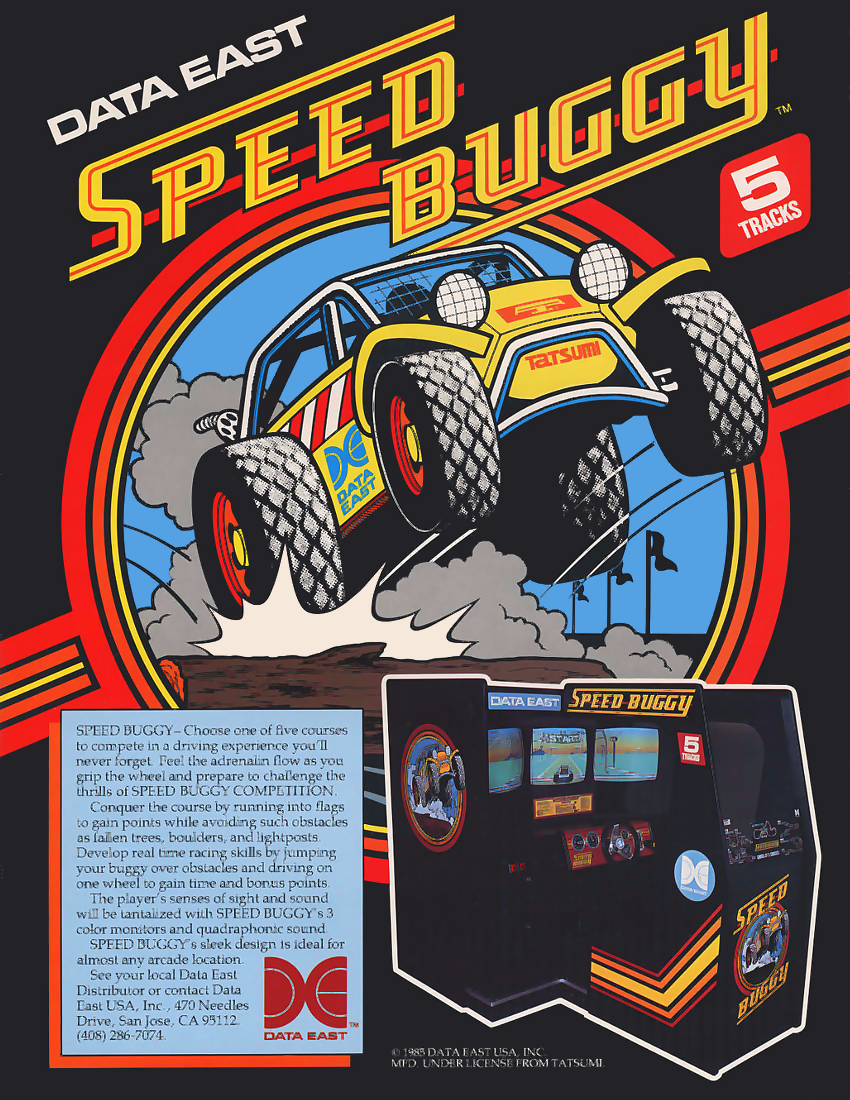 DATA EAST
SPEED
BUGGY
TM
5
TRACKS
TATSUMI
DATA
EAST
DATA EAST
SPEED BUGGY
START
5
TRACKS
SPEED
BUGGY
SPEED BUGGY– Choose one of five courses
to compete in a driving experience you'll
never forget. Feel the adrenalin flow as you
grip the wheel and prepare to challenge the
thrills of SPEED BUGGY COMPETITION.
Conquer the course by running into flags
to gain points while avoiding such obstacles
as fallen trees, boulders, and lightposts.
Develop real time racing skills by jumping
your buggy over obstacles and driving on
one wheel to gain time and bonus points.
The player's senses of sight and sound
will be tantalized with SPEED BUGGY's 3
color monitors and quadraphonic sound.
SPEED BUGGY's sleek design is ideal for
almost any arcade location.
See your local Data East
Distributor or contact Data
East USA, Inc., 470 Needles
Drive, San Jose, CA 95112.
(408) 286-7074.
DATA EAST
TM
© 1985 DATA EAST USA, INC.
MFD. UNDER LICENSE FROM TATSUMI.